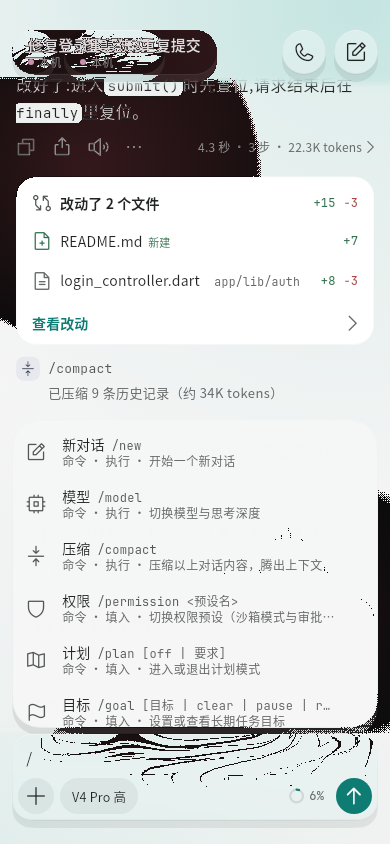 修复登录重复提交
改好了:进入 submit() 时先置位,请求结束后在
finally 里复位。
4.3 秒 · 3 步 · 22.3K tokens
改动了 2 个文件 +15 -3
README.md 新建 +7
login_controller.dart app/lib/auth +8 -3
查看改动
/compact
已压缩 9 条历史记录（约 34K tokens）
新对话 /new
命令 · 执行 · 开始一个新对话
模型 /model
命令 · 执行 · 切换模型与思考深度
压缩 /compact
命令 · 执行 · 压缩以上对话内容，腾出上下文。
权限 /permission <预设名>
命令 · 填入 · 切换权限预设（沙箱模式与审批…
计划 /plan [off | 要求]
命令 · 填入 · 进入或退出计划模式
目标 /goal [目标 | clear | pause | r…
命令 · 填入 · 设置或查看长期任务目标
/
V4 Pro 高 6%